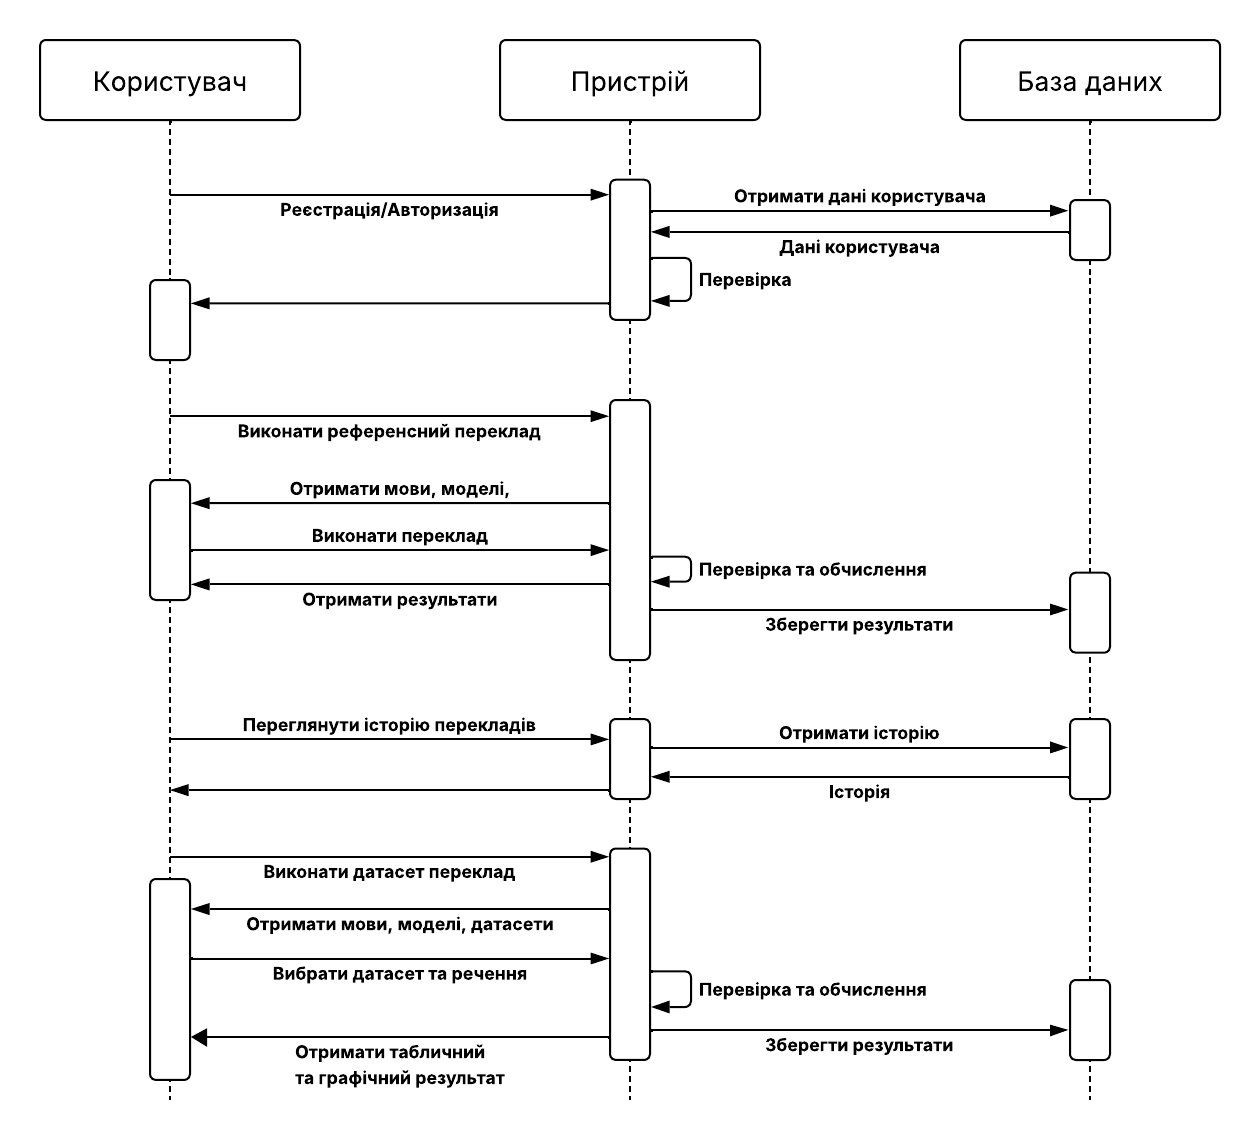 Користувач
Пристрій
База даних
Реєстрація/Авторизація
Отримати дані користувача
Дані користувача
Перевірка
Виконати референсний переклад
Отримати мови, моделі,
Виконати переклад
Перевірка та обчислення
Отримати результати
Зберегти результати
Переглянути історію перекладів
Отримати історію
Історія
Виконати датасет переклад
Отримати мови, моделі, датасети
Вибрати датасет та речення
Перевірка та обчислення
Зберегти результати
Отримати табличний
та графічний результат